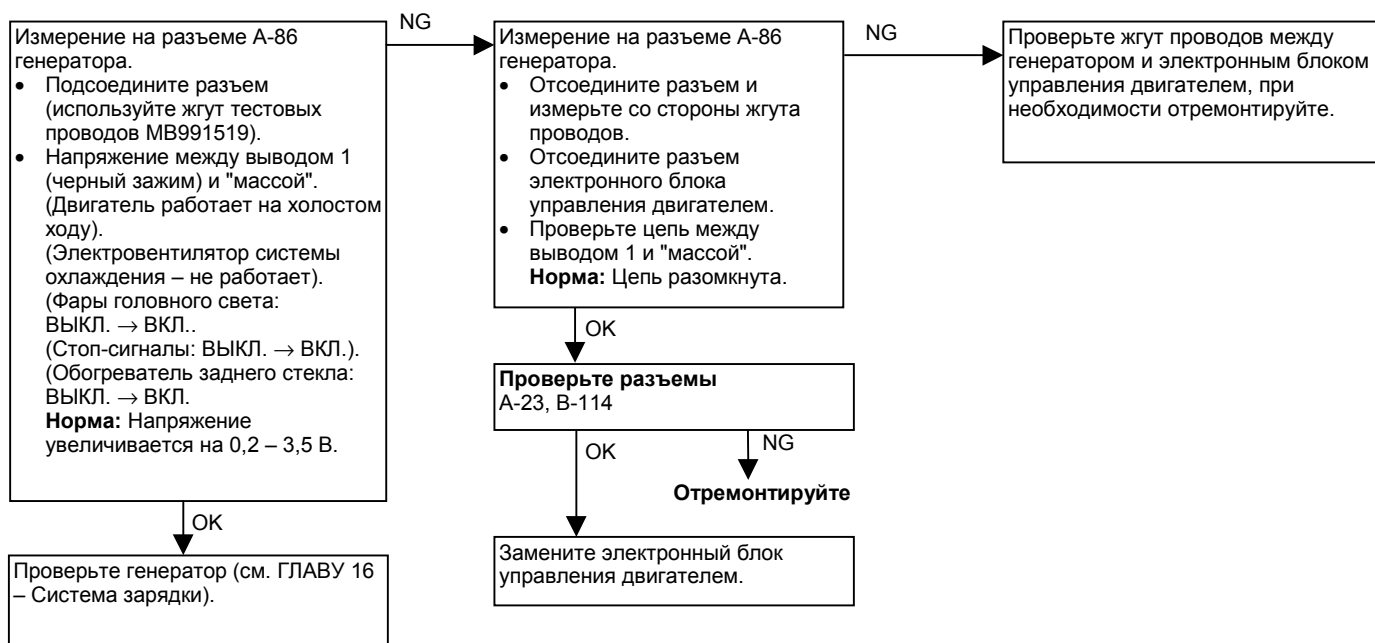 Измерение на разъеме А-86
генератора.
• Подсоедините разъем
(используйте жгут тестовых
проводов МВ991519).
• Напряжение между выводом 1
(черный зажим) и "массой".
(Двигатель работает на холостом
ходу).
(Электровентилятор системы
охлаждения – не работает).
(Фары головного света:
ВЫКЛ. → ВКЛ..
(Стоп-сигналы: ВЫКЛ. → ВКЛ.).
(Обогреватель заднего стекла:
ВЫКЛ. → ВКЛ.
Норма: Напряжение
увеличивается на 0,2 – 3,5 В.
NG
Измерение на разъеме А-86
генератора.
• Отсоедините разъем и
измерьте со стороны жгута
проводов.
• Отсоедините разъем
электронного блока
управления двигателем.
• Проверьте цепь между
выводом 1 и "массой".
Норма: Цепь разомкнута.
NG
Проверьте жгут проводов между
генератором и электронным блоком
управления двигателем, при
необходимости отремонтируйте.
OK
Проверьте разъемы
А-23, В-114
OK
NG
Отремонтируйте
OK
Проверьте генератор (см. ГЛАВУ 16
– Система зарядки).
Замените электронный блок
управления двигателем.